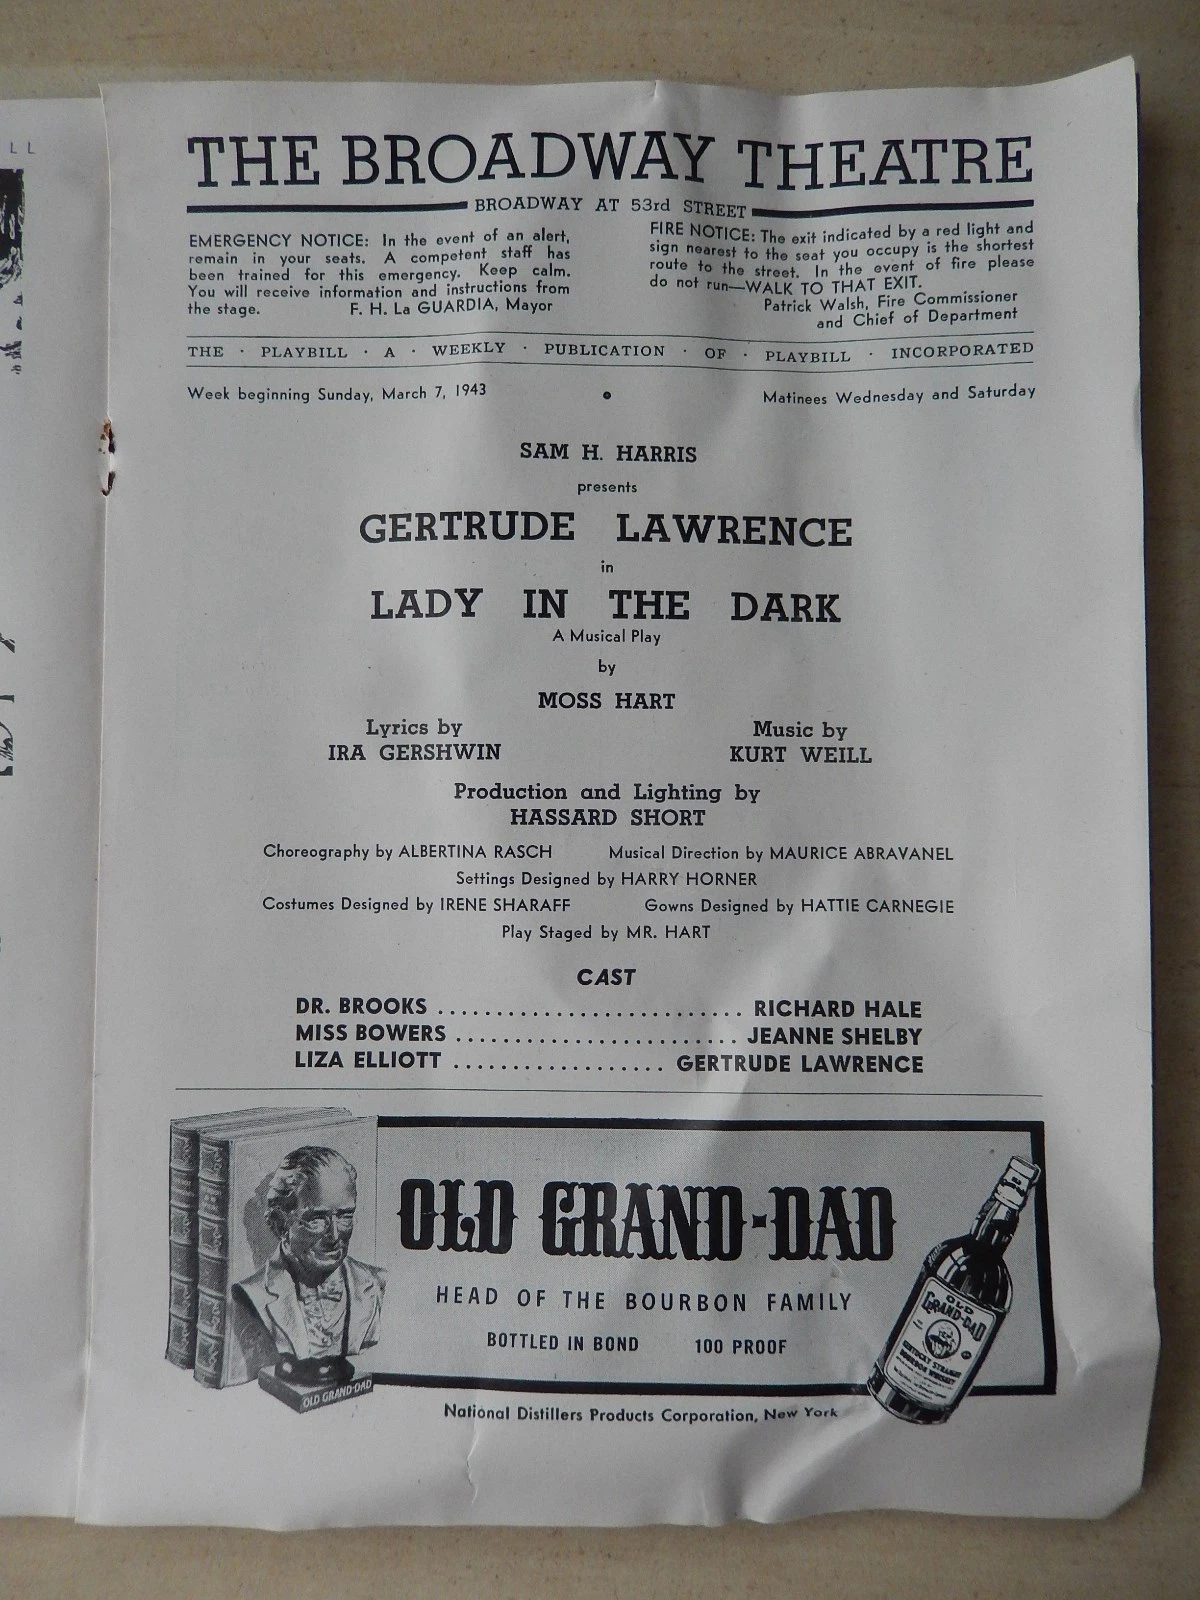 LL
THE BROADWAY THEATRE
BROADWAY AT 53rd STREET
EMERGENCY NOTICE: In the event of an alert,
remain in your seats. A competent staff has
been trained for this emergency. Keep calm.
You will receive information and instructions from
the stage. F. H. La GUARDIA, Mayor
FIRE NOTICE: The exit indicated by a red light and
sign nearest to the seat you occupy is the shortest
route to the street. In the event of fire please
do not run—WALK TO THAT EXIT.
Patrick Walsh, Fire Commissioner
and Chief of Department
THE · PLAYBILL · A · WEEKLY · PUBLICATION · OF · PLAYBILL · INCORPORATED
Week beginning Sunday, March 7, 1943 • Matinees Wednesday and Saturday
SAM H. HARRIS
presents
GERTRUDE LAWRENCE
in
LADY IN THE DARK
A Musical Play
by
MOSS HART
Lyrics by
IRA GERSHWIN
Music by
KURT WEILL
Production and Lighting by
HASSARD SHORT
Choreography by ALBERTINA RASCH Musical Direction by MAURICE ABRAVANEL
Settings Designed by HARRY HORNER
Costumes Designed by IRENE SHARAFF Gowns Designed by HATTIE CARNEGIE
Play Staged by MR. HART
CAST
DR. BROOKS .......................... RICHARD HALE
MISS BOWERS ........................ JEANNE SHELBY
LIZA ELLIOTT .................. GERTRUDE LAWRENCE
OLD GRAND-DAD
HEAD OF THE BOURBON FAMILY
BOTTLED IN BOND 100 PROOF
OLD GRAND-DAD
OLD
GRAND-DAD
KENTUCKY STRAIGHT
BOURBON WHISKEY
National Distillers Products Corporation, New York